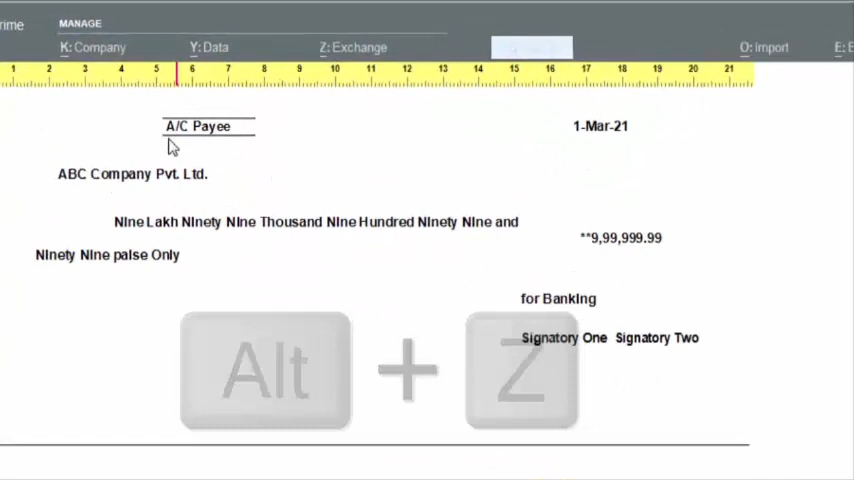 rime MANAGE
K: Company Y: Data Z: Exchange O: Import E: E
1 2 3 4 5 6 7 8 9 10 11 12 13 14 15 16 17 18 19 20 21
A/C Payee 1-Mar-21
ABC Company Pvt. Ltd.
Nine Lakh Ninety Nine Thousand Nine Hundred Ninety Nine and
**9,99,999.99
Ninety Nine paise Only
for Banking
Signatory One Signatory Two
Alt + Z